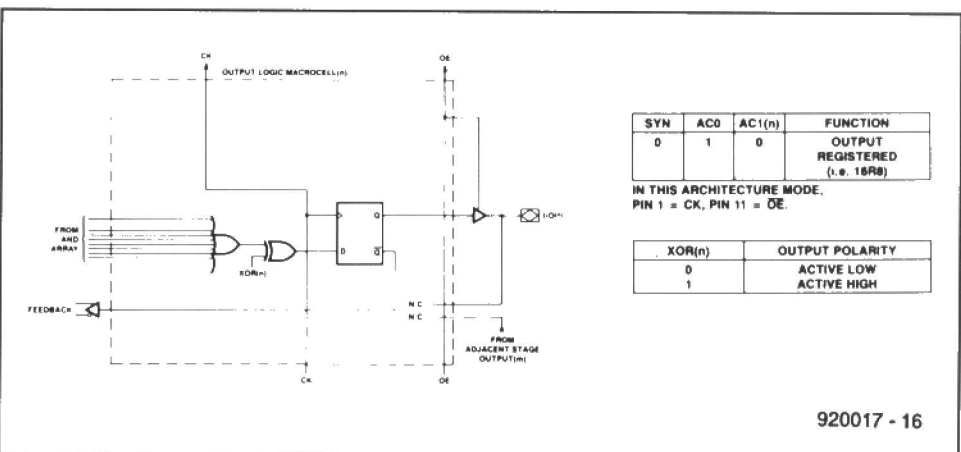 CK
OE
OUTPUT LOGIC MACROCELL(n)
FROM
AND
ARRAY
XOR(n)
D
Q
Q̅
FEEDBACK
N C
N C
FROM
ADJACENT STAGE
OUTPUT(m)
CK
OE
SYN AC0 AC1(n) FUNCTION
0 1 0 OUTPUT
REGISTERED
(i.e. 16R8)
IN THIS ARCHITECTURE MODE,
PIN 1 = CK, PIN 11 = O̅E̅.
XOR(n) OUTPUT POLARITY
0 ACTIVE LOW
1 ACTIVE HIGH
920017 - 16